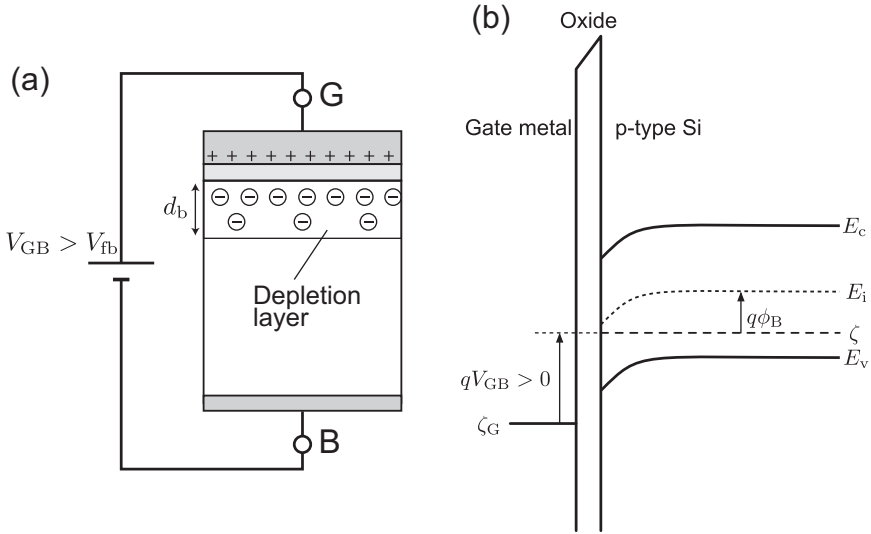 (a)
G
+ + + + + + + + +
d_b
− − − − − − −
− − −
V_GB > V_fb
Depletion
layer
B
(b)
Oxide
Gate metal
p-type Si
E_c
E_i
qϕ_B
ζ
E_v
qV_GB > 0
ζ_G